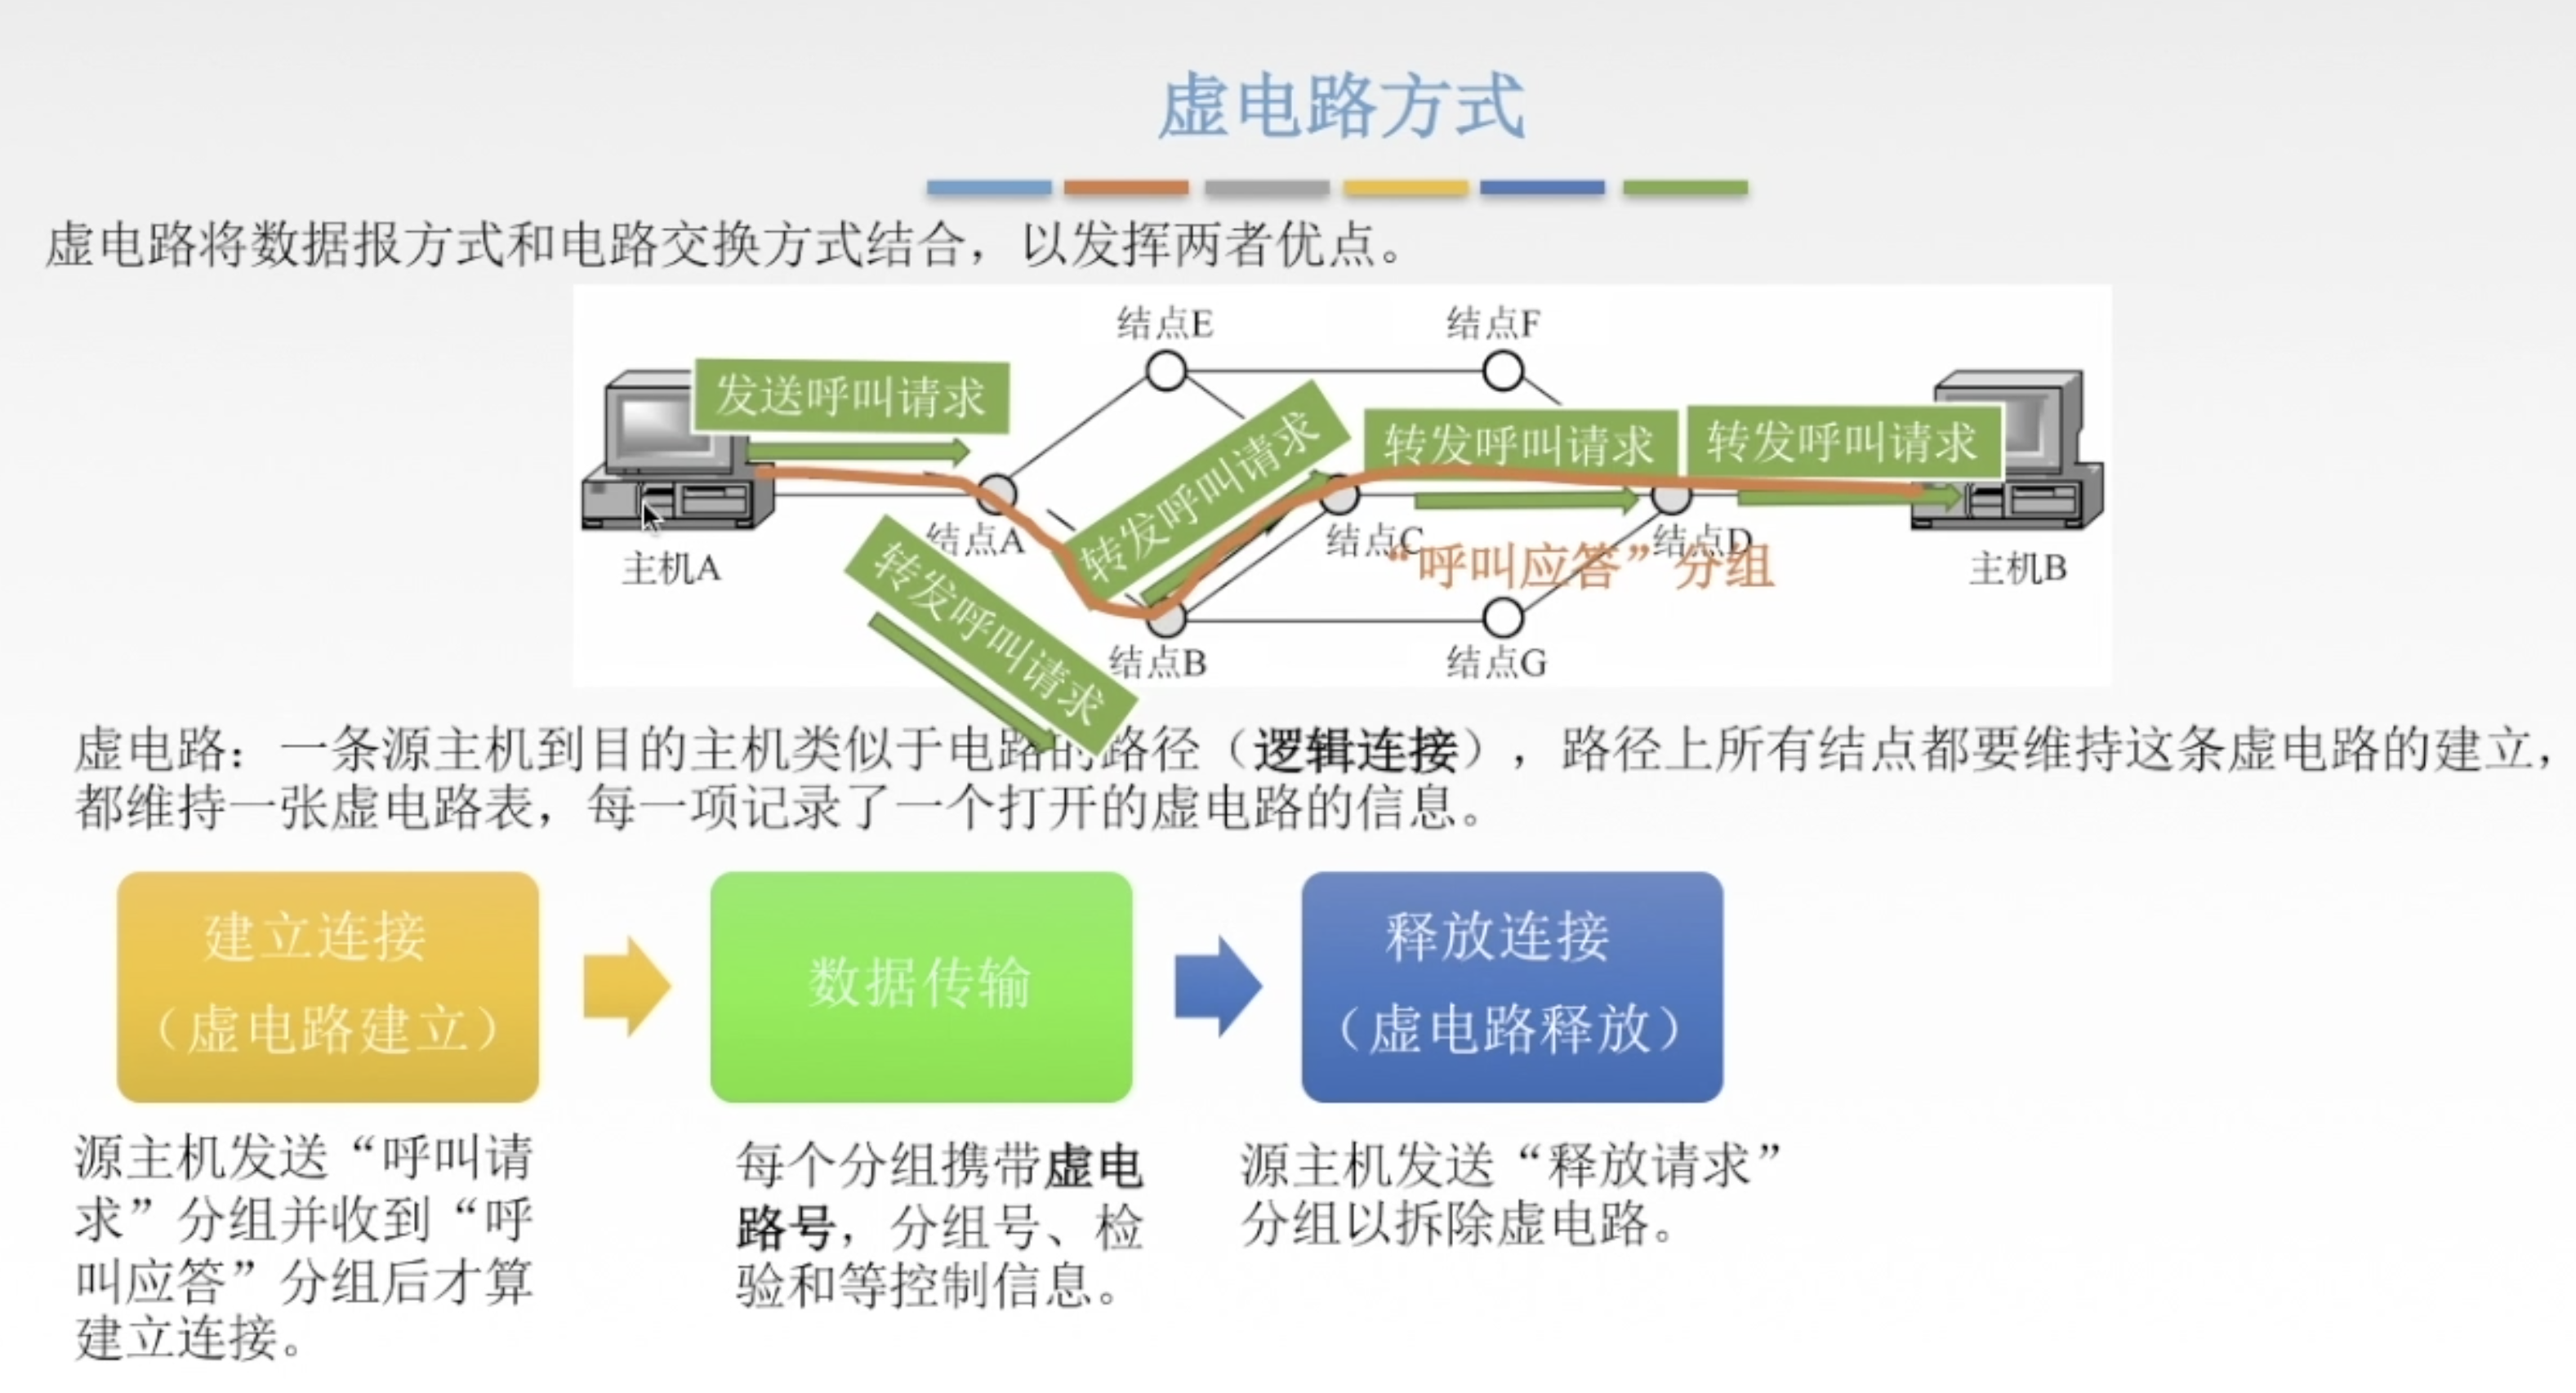 虚电路方式
虚电路将数据报方式和电路交换方式结合，以发挥两者优点。
结点E
结点F
发送呼叫请求
转发呼叫请求
转发呼叫请求
转发呼叫请求
结点A
结点C
结点D
“呼叫应答”分组
主机A
主机B
转发呼叫请求
结点B
结点G
虚电路：一条源主机到目的主机类似于电路的路径（逻辑连接），路径上所有结点都要维持这条虚电路的建立，
都维持一张虚电路表，每一项记录了一个打开的虚电路的信息。
建立连接
（虚电路建立）
数据传输
释放连接
（虚电路释放）
源主机发送“呼叫请
求”分组并收到“呼
叫应答”分组后才算
建立连接。
每个分组携带虚电
路号，分组号、检
验和等控制信息。
源主机发送“释放请求”
分组以拆除虚电路。